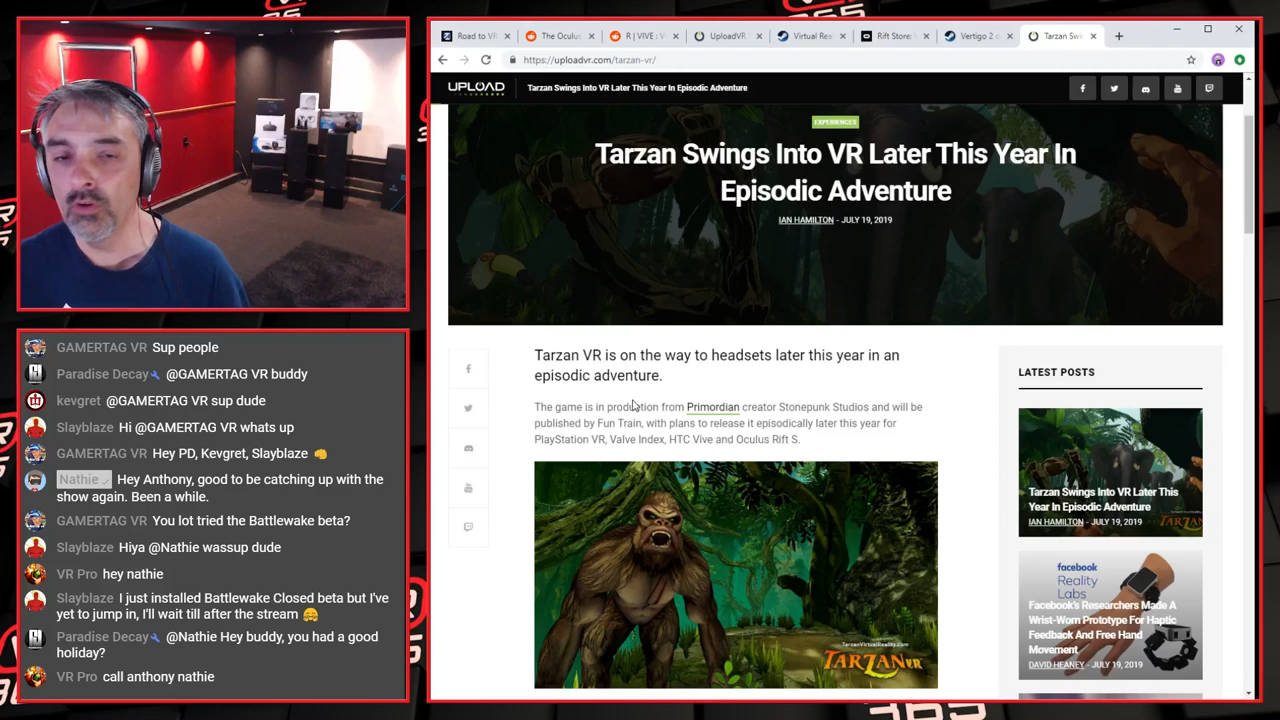 GAMERTAG VR Sup people
Paradise Decay @GAMERTAG VR buddy
kevgret @GAMERTAG VR sup dude
Slayblaze Hi @GAMERTAG VR whats up
GAMERTAG VR Hey PD, Kevgret, Slayblaze 👊
Nathie Hey Anthony, good to be catching up with the
show again. Been a while.
GAMERTAG VR You lot tried the Battlewake beta?
Slayblaze Hiya @Nathie wassup dude
VR Pro hey nathie
Slayblaze I just installed Battlewake Closed beta but I've
yet to jump in, I'll wait till after the stream 🤗
Paradise Decay @Nathie Hey buddy, you had a good
holiday?
VR Pro call anthony nathie
Road to VR
The Oculus
R | VIVE : V
UploadVR
Virtual Rea
Rift Store:
Vertigo 2 o
Tarzan Swi
https://uploadvr.com/tarzan-vr/
UPLOAD
Tarzan Swings Into VR Later This Year In Episodic Adventure
EXPERIENCES
Tarzan Swings Into VR Later This Year In
Episodic Adventure
IAN HAMILTON - JULY 19, 2019
Tarzan VR is on the way to headsets later this year in an
episodic adventure.
The game is in production from Primordian creator Stonepunk Studios and will be
published by Fun Train, with plans to release it episodically later this year for
PlayStation VR, Valve Index, HTC Vive and Oculus Rift S.
TarzanVirtualReality.com
TARZAN VR
LATEST POSTS
Tarzan Swings Into VR Later This
Year In Episodic Adventure
IAN HAMILTON - JULY 19, 2019
TARZAN
facebook
Reality
Labs
Facebook's Researchers Made A
Wrist-Worn Prototype For Haptic
Feedback And Free Hand
Movement
DAVID HEANEY - JULY 19, 2019
365